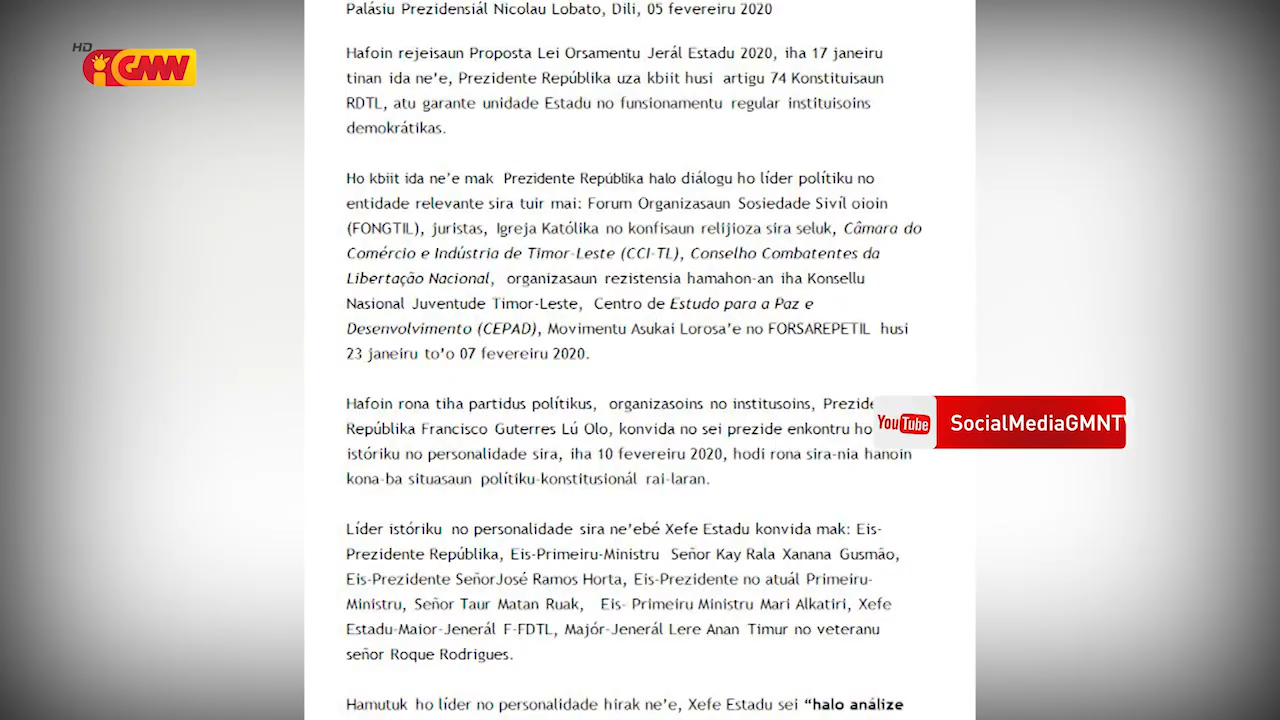 Palásiu Prezidensiál Nicolau Lobato, Dili, 05 fevereiru 2020
HD
GMN
Hafoin rejeisaun Proposta Lei Orsamentu Jerál Estadu 2020, iha 17 janeiru
tinan ida ne’e, Prezidente Repúblika uza kbiit husi artigu 74 Konstituisaun
RDTL, atu garante unidade Estadu no funsionamentu regular instituisoins
demokrátikas.
Ho kbiit ida ne’e mak Prezidente Repúblika halo diálogu ho líder polítiku no
entidade relevante sira tuir mai: Forum Organizasaun Sosiedade Sivíl oioin
(FONGTIL), juristas, Igreja Katólika no konfisaun relijioza sira seluk, Câmara do
Comércio e Indústria de Timor-Leste (CCI-TL), Conselho Combatentes da
Libertação Nacional, organizasaun rezistensia hamahon-an iha Konsellu
Nasional Juventude Timor-Leste, Centro de Estudo para a Paz e
Desenvolvimento (CEPAD), Movimentu Asukai Lorosa’e no FORSAREPETIL husi
23 janeiru to’o 07 fevereiru 2020.
Hafoin rona tiha partidus polítikus, organizasoins no institusoins, Prezide
Repúblika Francisco Guterres Lú Olo, konvida no sei prezide enkontru ho
istóriku no personalidade sira, iha 10 fevereiru 2020, hodi rona sira-nia hanoin
kona-ba situasaun polítiku-konstitusionál rai-laran.
YouTube SocialMediaGMNTV
Líder istóriku no personalidade sira ne’ebé Xefe Estadu konvida mak: Eis-
Prezidente Repúblika, Eis-Primeiru-Ministru Señor Kay Rala Xanana Gusmão,
Eis-Prezidente SeñorJosé Ramos Horta, Eis-Prezidente no atuál Primeiru-
Ministru, Señor Taur Matan Ruak, Eis- Primeiru Ministru Mari Alkatiri, Xefe
Estadu-Maior-Jenerál F-FDTL, Majór-Jenerál Lere Anan Timur no veteranu
señor Roque Rodrigues.
Hamutuk ho líder no personalidade hirak ne’e, Xefe Estadu sei “halo análize